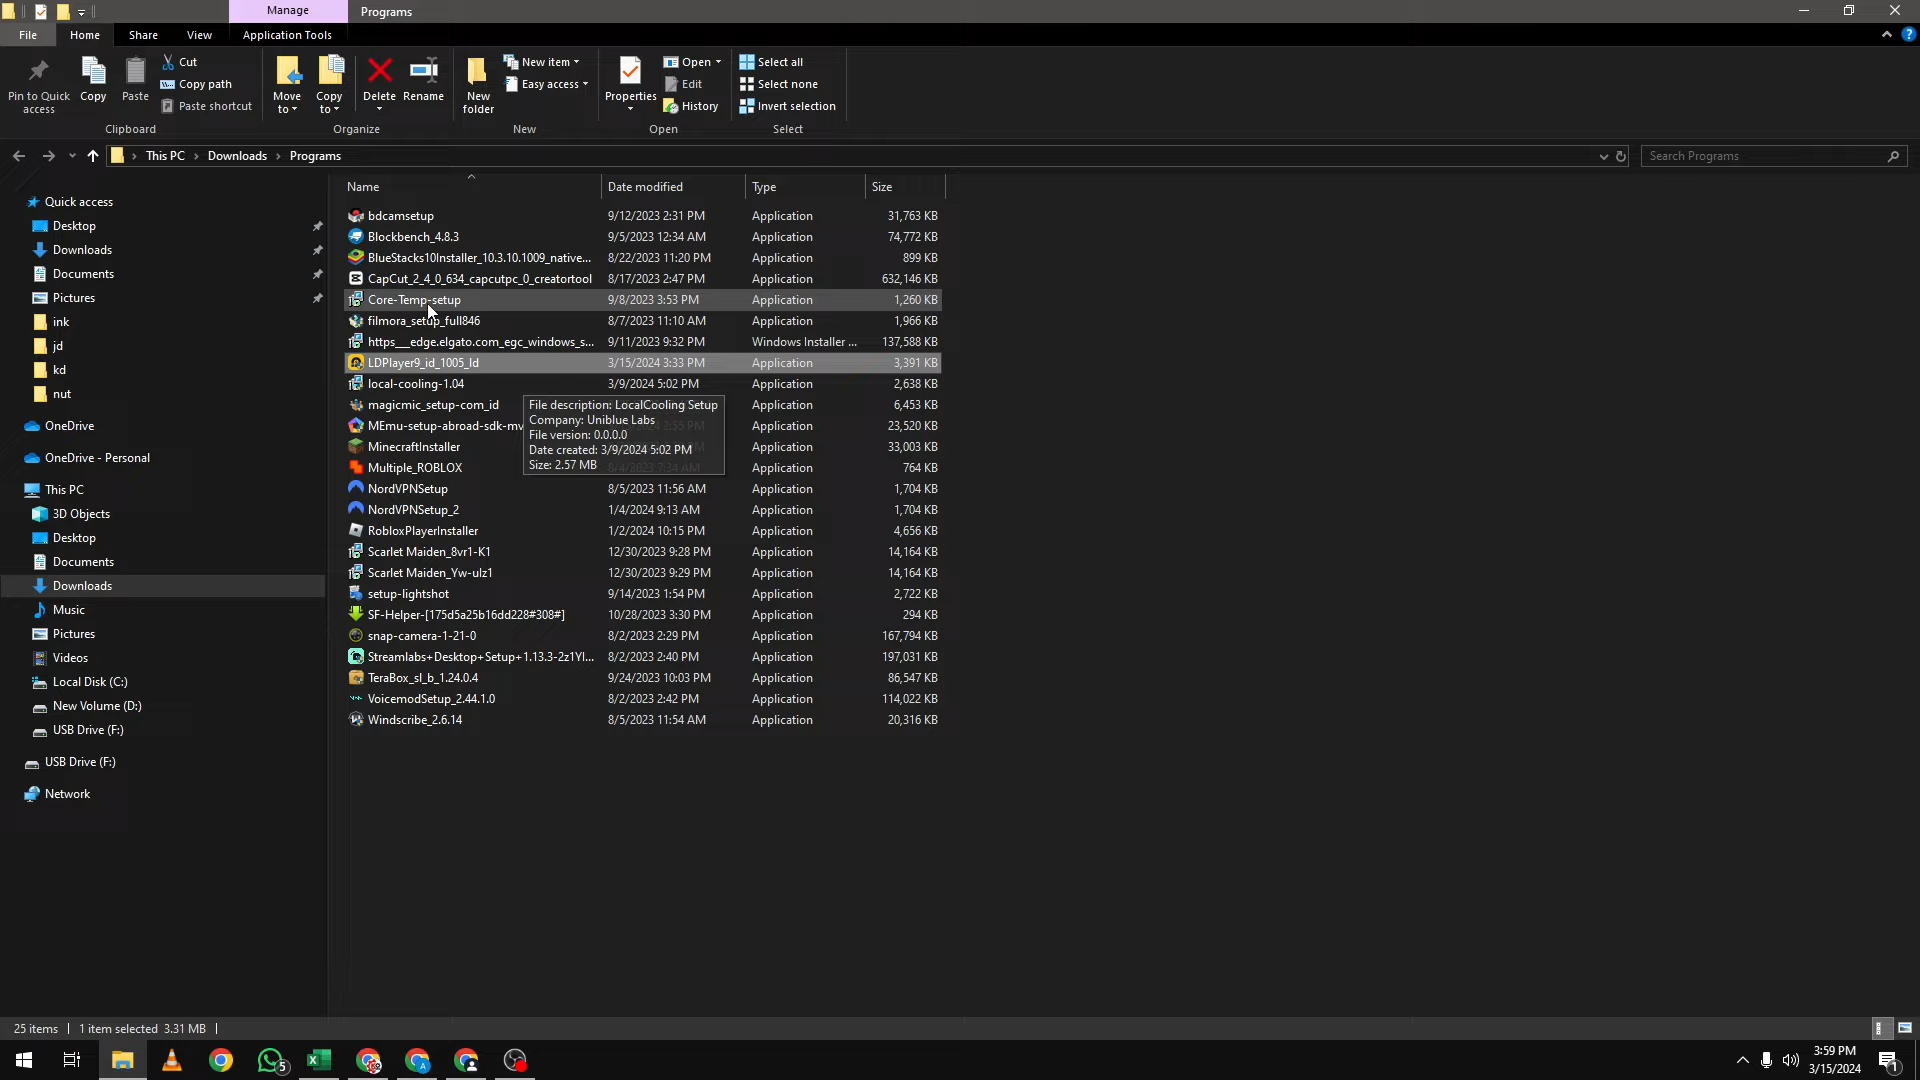 Manage
Programs
File
Home
Share
View
Application Tools
Pin to Quick access
Copy
Paste
Cut
Copy path
Paste shortcut
Clipboard
Move to
Copy to
Delete
Rename
Organize
New folder
New item
Easy access
New
Properties
Open
Edit
History
Open
Select all
Select none
Invert selection
Select
This PC > Downloads > Programs
Search Programs
Quick access
Desktop
Downloads
Documents
Pictures
ink
jd
kd
nut
OneDrive
OneDrive - Personal
This PC
3D Objects
Desktop
Documents
Downloads
Music
Pictures
Videos
Local Disk (C:)
New Volume (D:)
USB Drive (F:)
USB Drive (F:)
Network
Name Date modified Type Size
bdcamsetup 9/12/2023 2:31 PM Application 31,763 KB
Blockbench_4.8.3 9/5/2023 12:34 AM Application 74,772 KB
BlueStacks10Installer_10.3.10.1009_native... 8/22/2023 11:20 PM Application 899 KB
CapCut_2_4_0_634_capcutpc_0_creatortool 8/17/2023 2:47 PM Application 632,146 KB
Core-Temp-setup 9/8/2023 3:53 PM Application 1,260 KB
filmora_setup_full846 8/7/2023 11:10 AM Application 1,966 KB
https__edge.elgato.com_egc_windows_s... 9/11/2023 9:32 PM Windows Installer ... 137,588 KB
LDPlayer9_id_1005_ld 3/15/2024 3:33 PM Application 3,391 KB
local-cooling-1.04 3/9/2024 5:02 PM Application 2,638 KB
magicmic_setup-com_id Application 6,453 KB
MEmu-setup-abroad-sdk-mv 2:55 PM Application 23,520 KB
MinecraftInstaller Application 33,003 KB
Multiple_ROBLOX 8/4/2023 7:34 AM Application 764 KB
NordVPNSetup 8/5/2023 11:56 AM Application 1,704 KB
NordVPNSetup_2 1/4/2024 9:13 AM Application 1,704 KB
RobloxPlayerInstaller 1/2/2024 10:15 PM Application 4,656 KB
Scarlet Maiden_8vr1-K1 12/30/2023 9:28 PM Application 14,164 KB
Scarlet Maiden_Yw-ulz1 12/30/2023 9:29 PM Application 14,164 KB
setup-lightshot 9/14/2023 1:54 PM Application 2,722 KB
SF-Helper-[175d5a25b16dd228#308#] 10/28/2023 3:30 PM Application 294 KB
snap-camera-1-21-0 8/2/2023 2:29 PM Application 167,794 KB
Streamlabs+Desktop+Setup+1.13.3-2z1Yl... 8/2/2023 2:40 PM Application 197,031 KB
TeraBox_sl_b_1.24.0.4 9/24/2023 10:03 PM Application 86,547 KB
VoicemodSetup_2.44.1.0 8/2/2023 2:42 PM Application 114,022 KB
Windscribe_2.6.14 8/5/2023 11:54 AM Application 20,316 KB
File description: LocalCooling Setup
Company: Uniblue Labs
File version: 0.0.0.0
Date created: 3/9/2024 5:02 PM
Size: 2.57 MB
25 items
1 item selected 3.31 MB
5
A
3:59 PM
3/15/2024
1